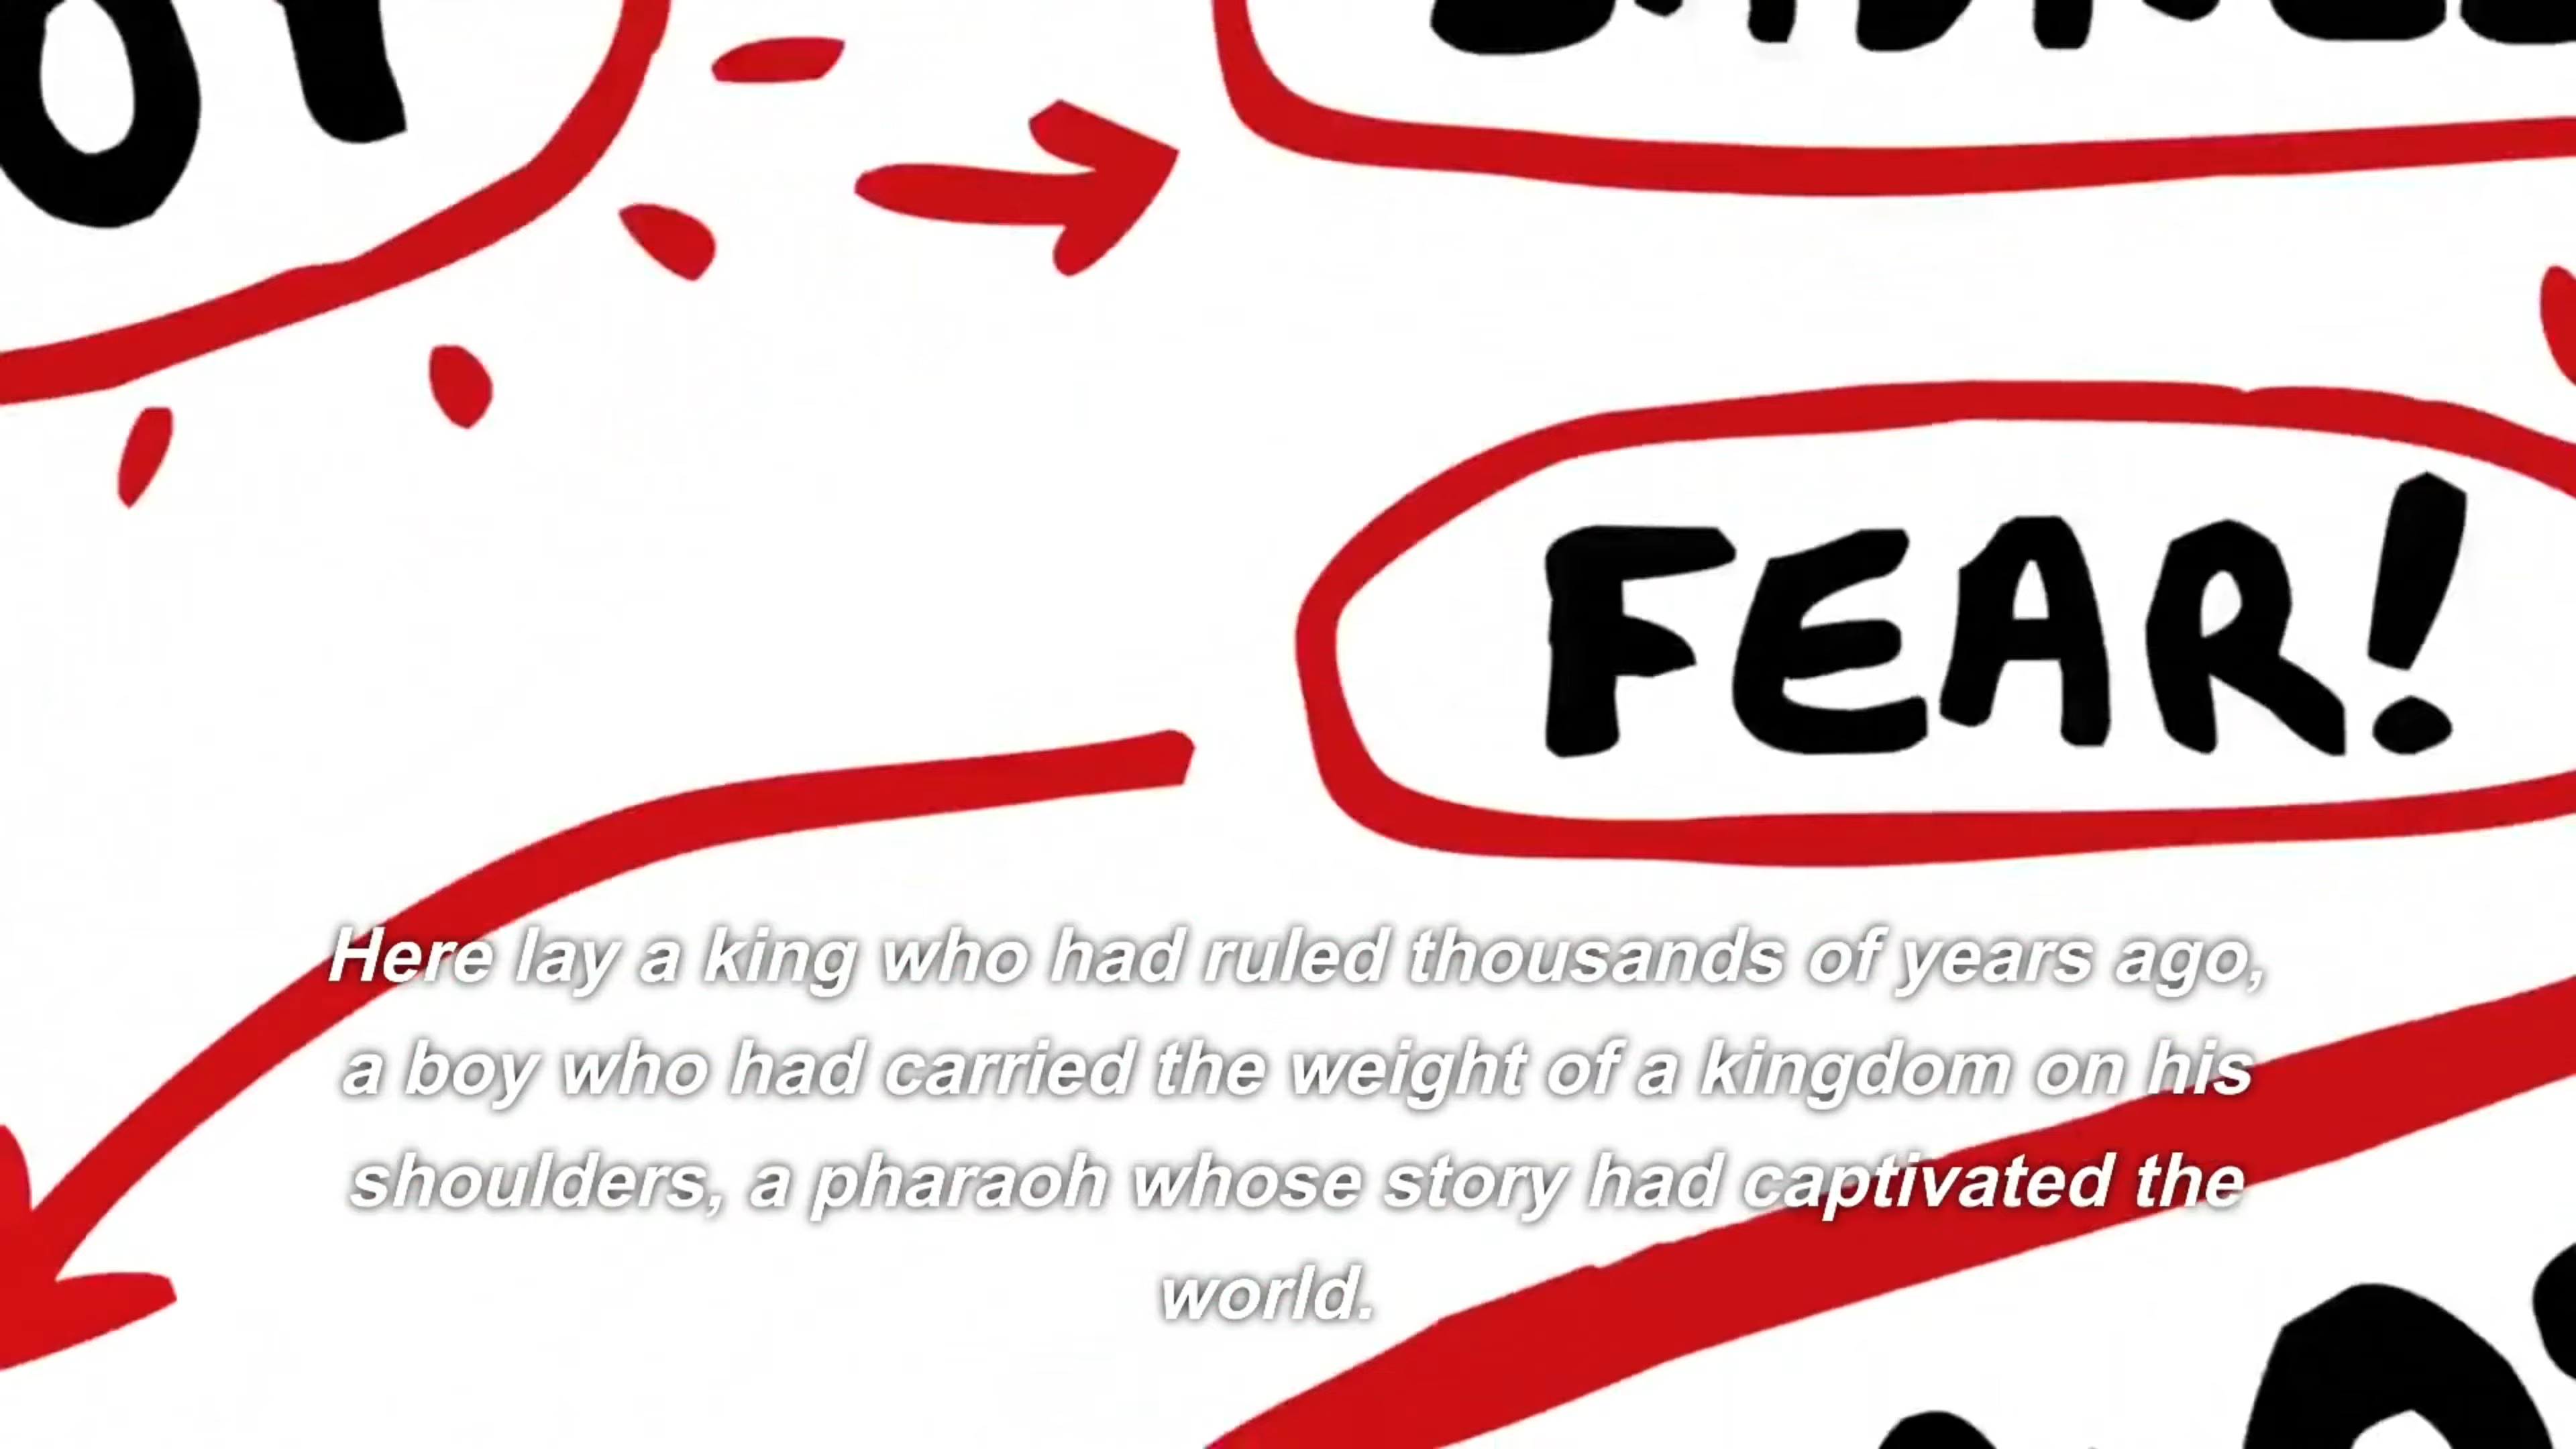 FEAR!
Here lay a king who had ruled thousands of years ago,
a boy who had carried the weight of a kingdom on his
shoulders, a pharaoh whose story had captivated the
world.